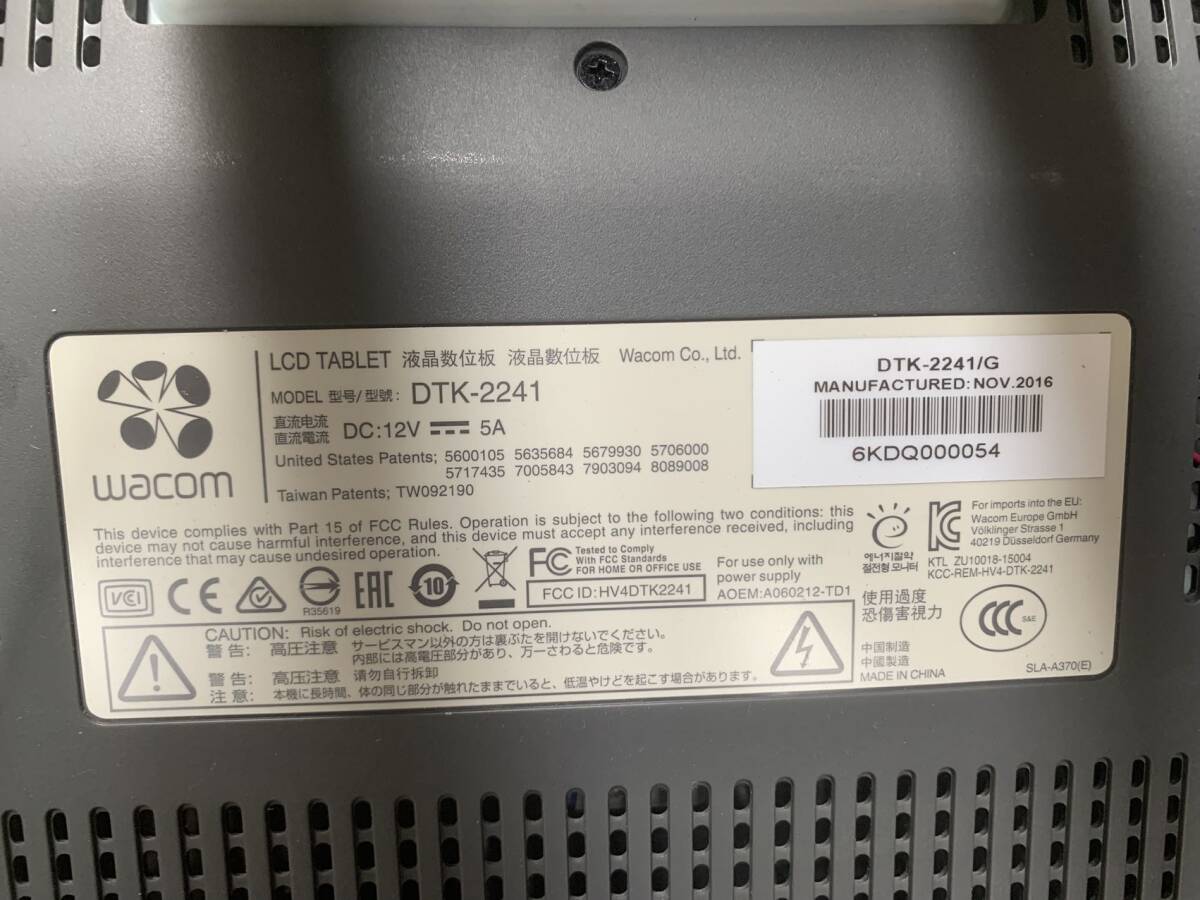 wacom
LCD TABLET 液晶数位板 液晶數位板 Wacom Co., Ltd.
MODEL 型号/型號: DTK-2241
直流电流
直流電流 DC:12V 5A
United States Patents; 5600105 5635684 5679930 5706000
5717435 7005843 7903094 8089008
Taiwan Patents; TW092190
DTK-2241/G
MANUFACTURED: NOV.2016
6KDQ000054
This device complies with Part 15 of FCC Rules. Operation is subject to the following two conditions: this
device may not cause harmful interference, and this device must accept any interference received, including
interference that may cause undesired operation.
에너지절약
절전형 모니터
KC
For imports into the EU:
Wacom Europe GmbH
Völklinger Strasse 1
40219 Düsseldorf Germany
KTL ZU10018-15004
KCC-REM-HV4-DTK-2241
VCI
CE
R35619
EAC
10
FC
Tested to Comply
With FCC Standards
FOR HOME OR OFFICE USE
FCC ID: HV4DTK2241
For use only with
power supply
AOEM:A060212-TD1
使用過度
恐傷害視力
CCC
S&E
CAUTION: Risk of electric shock. Do not open.
警告: 高圧注意 サービスマン以外の方は裏ぶたを開けないでください。
内部には高電圧部分があり、万一さわると危険です。
警告: 高压注意 请勿自行拆卸
注意: 本機に長時間、体の同じ部分が触れたままでいると、低温やけどを起こす場合があります。
中国制造
中國製造
MADE IN CHINA
SLA-A370(E)